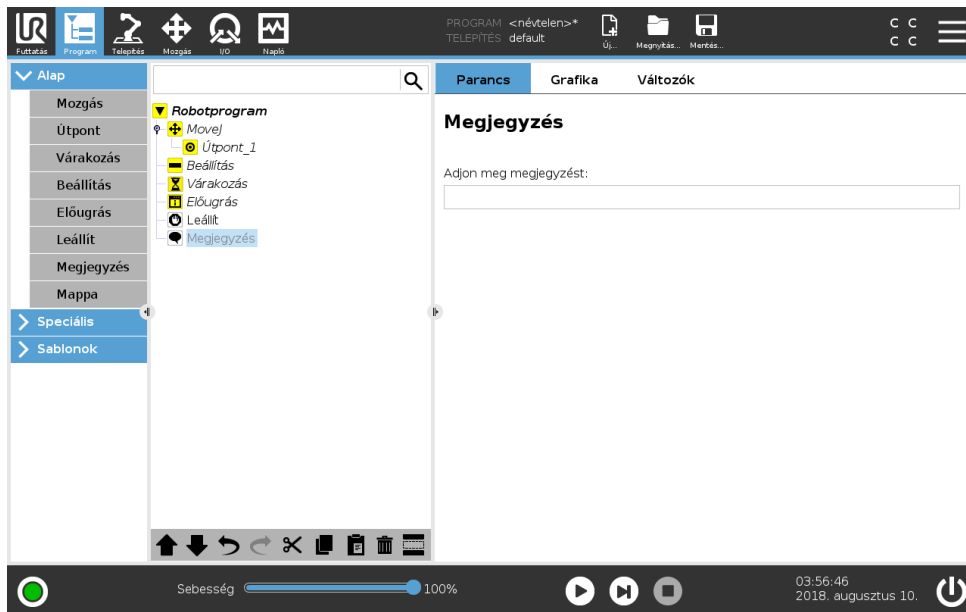 PROGRAM <névtelen>*
TELEPÍTÉS default
C C
C C
Futtatás Program Telepítés Mozgás I/O Napló Új... Megnyitás... Mentés...
Alap
Mozgás
Útpont
Várakozás
Beállítás
Előugrás
Leállít
Megjegyzés
Mappa
Speciális
Sablonok
Robotprogram
MoveJ
Útpont_1
Beállítás
Várakozás
Előugrás
Leállít
Megjegyzés
Parancs Grafika Változók
Megjegyzés
Adjon meg megjegyzést:
Sebesség 100%
03:56:46
2018. augusztus 10.